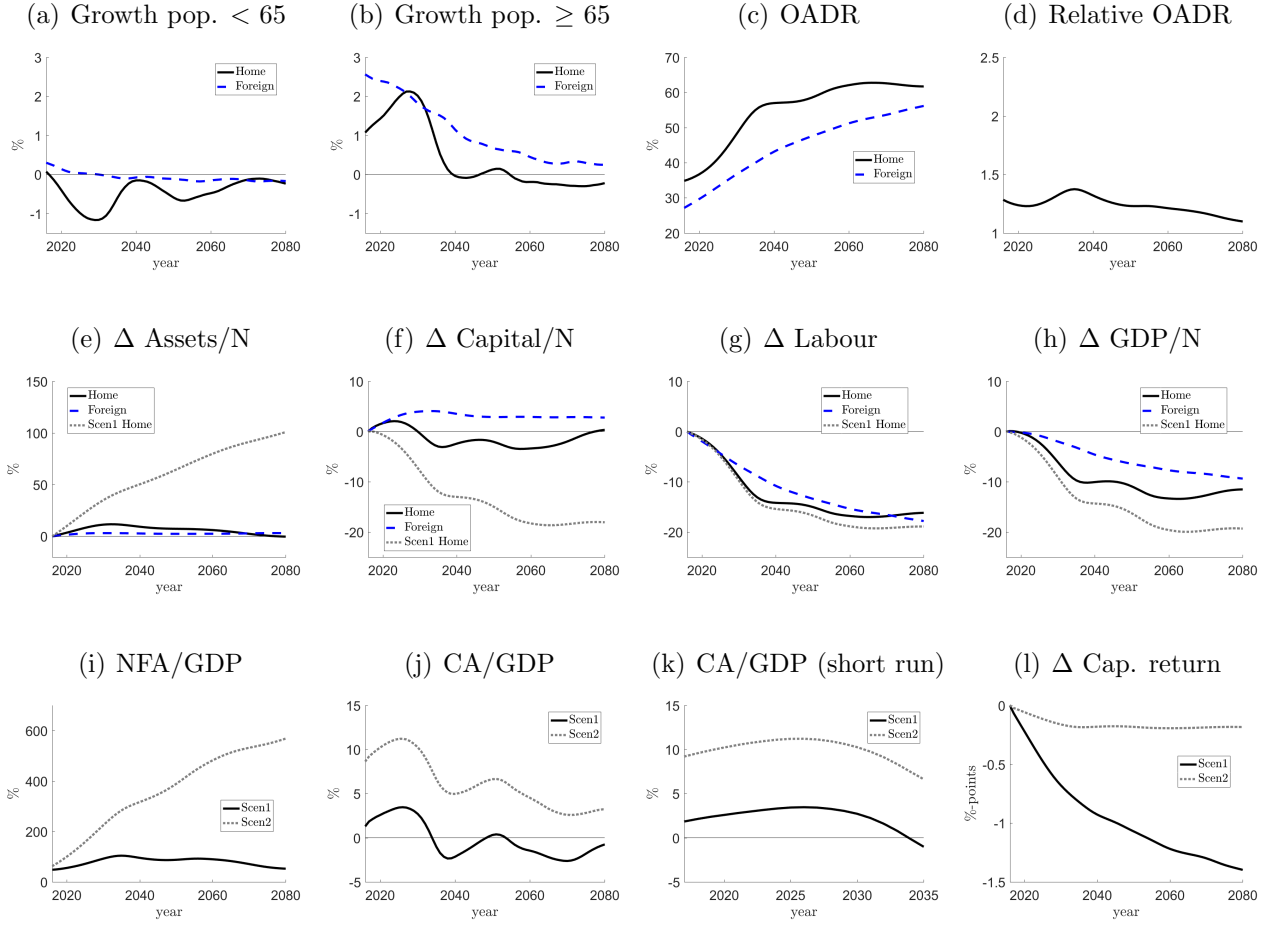 (a) Growth pop. < 65
3
2
1
0
-1
%
2020
2040
2060
2080
year
Home
Foreign
(b) Growth pop. ≥ 65
3
2
1
0
-1
%
2020
2040
2060
2080
year
Home
Foreign
(c) OADR
70
60
50
40
30
20
%
2020
2040
2060
2080
year
Home
Foreign
(d) Relative OADR
2.5
2
1.5
1
2020
2040
2060
2080
year
(e) Δ Assets/N
150
100
50
0
%
2020
2040
2060
2080
year
Home
Foreign
Scen1 Home
(f) Δ Capital/N
10
0
-10
-20
%
2020
2040
2060
2080
year
Home
Foreign
Scen1 Home
(g) Δ Labour
10
0
-10
-20
%
2020
2040
2060
2080
year
Home
Foreign
Scen1 Home
(h) Δ GDP/N
10
0
-10
-20
%
2020
2040
2060
2080
year
Home
Foreign
Scen1 Home
(i) NFA/GDP
600
400
200
0
%
2020
2040
2060
2080
year
Scen1
Scen2
(j) CA/GDP
15
10
5
0
-5
%
2020
2040
2060
2080
year
Scen1
Scen2
(k) CA/GDP (short run)
15
10
5
0
-5
%
2020
2025
2030
2035
year
Scen1
Scen2
(l) Δ Cap. return
0
-0.5
-1
-1.5
%-points
2020
2040
2060
2080
year
Scen1
Scen2